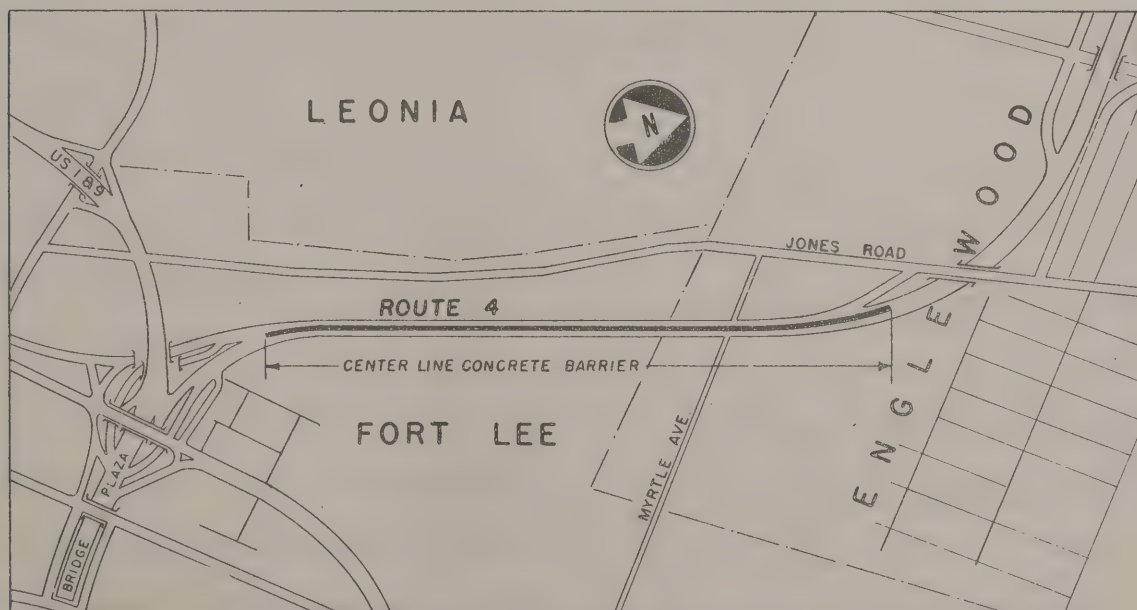 LEONIA
N
US 1 & 9
JONES ROAD
ROUTE 4
CENTER LINE CONCRETE BARRIER
FORT LEE
ENGLEWOOD
MYRTLE AVE.
PLAZA
BRIDGE